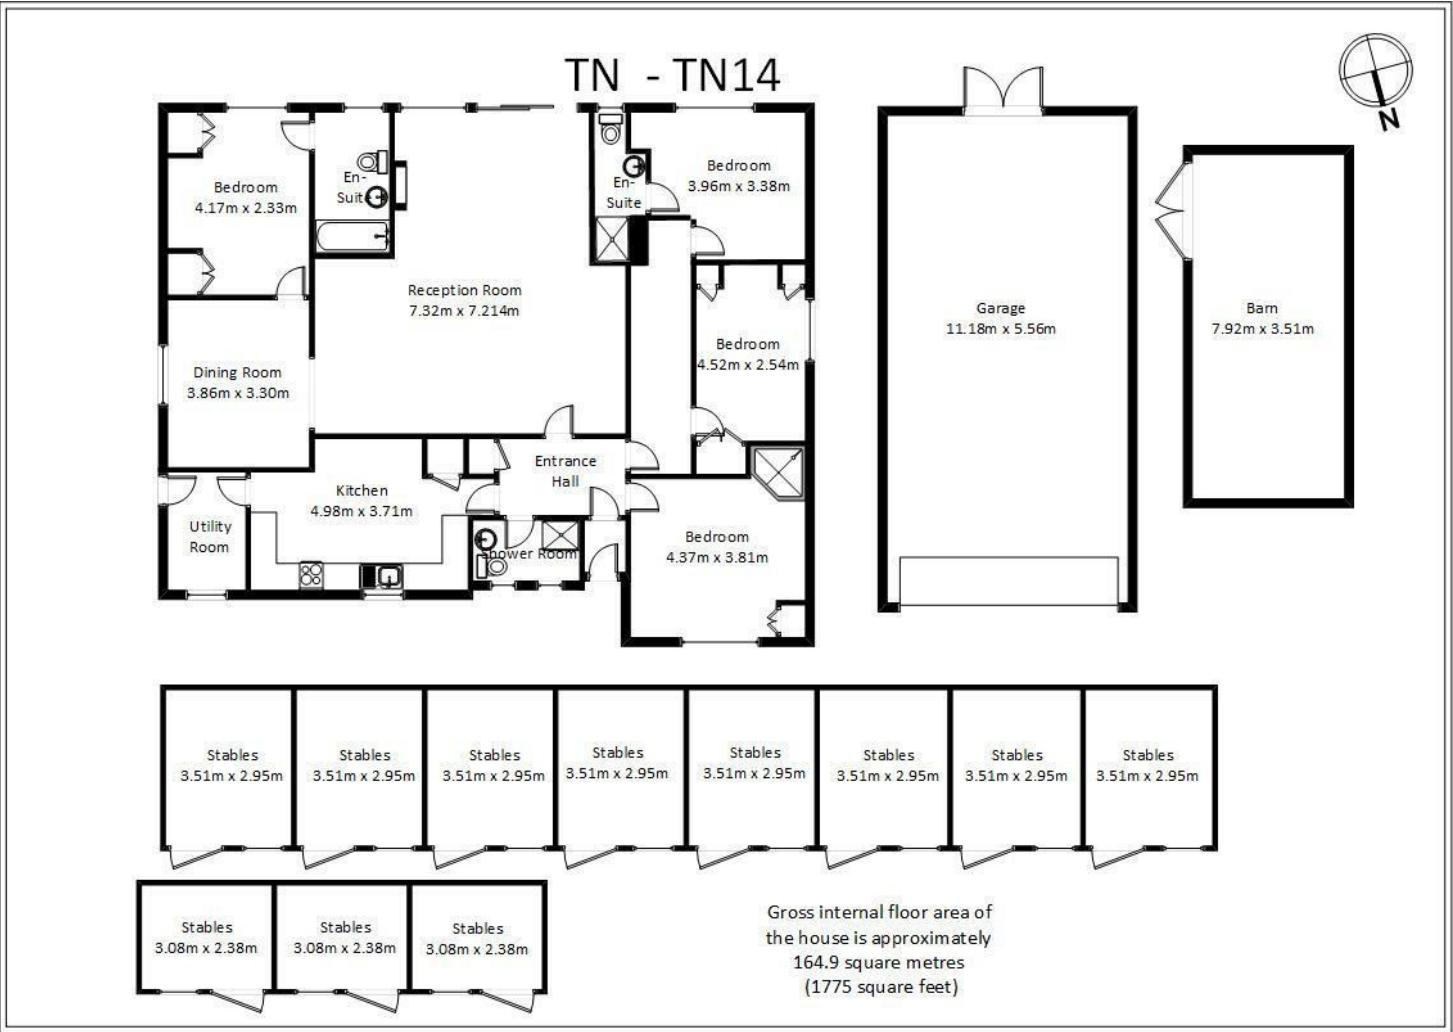 TN - TN14
N
Bedroom
4.17m x 2.33m
En-
Suite
En-
Suite
Bedroom
3.96m x 3.38m
Reception Room
7.32m x 7.214m
Dining Room
3.86m x 3.30m
Bedroom
4.52m x 2.54m
Garage
11.18m x 5.56m
Barn
7.92m x 3.51m
Entrance
Hall
Kitchen
4.98m x 3.71m
Utility
Room
Shower Room
Bedroom
4.37m x 3.81m
Stables
3.51m x 2.95m
Stables
3.51m x 2.95m
Stables
3.51m x 2.95m
Stables
3.51m x 2.95m
Stables
3.51m x 2.95m
Stables
3.51m x 2.95m
Stables
3.51m x 2.95m
Stables
3.51m x 2.95m
Stables
3.08m x 2.38m
Stables
3.08m x 2.38m
Stables
3.08m x 2.38m
Gross internal floor area of
the house is approximately
164.9 square metres
(1775 square feet)